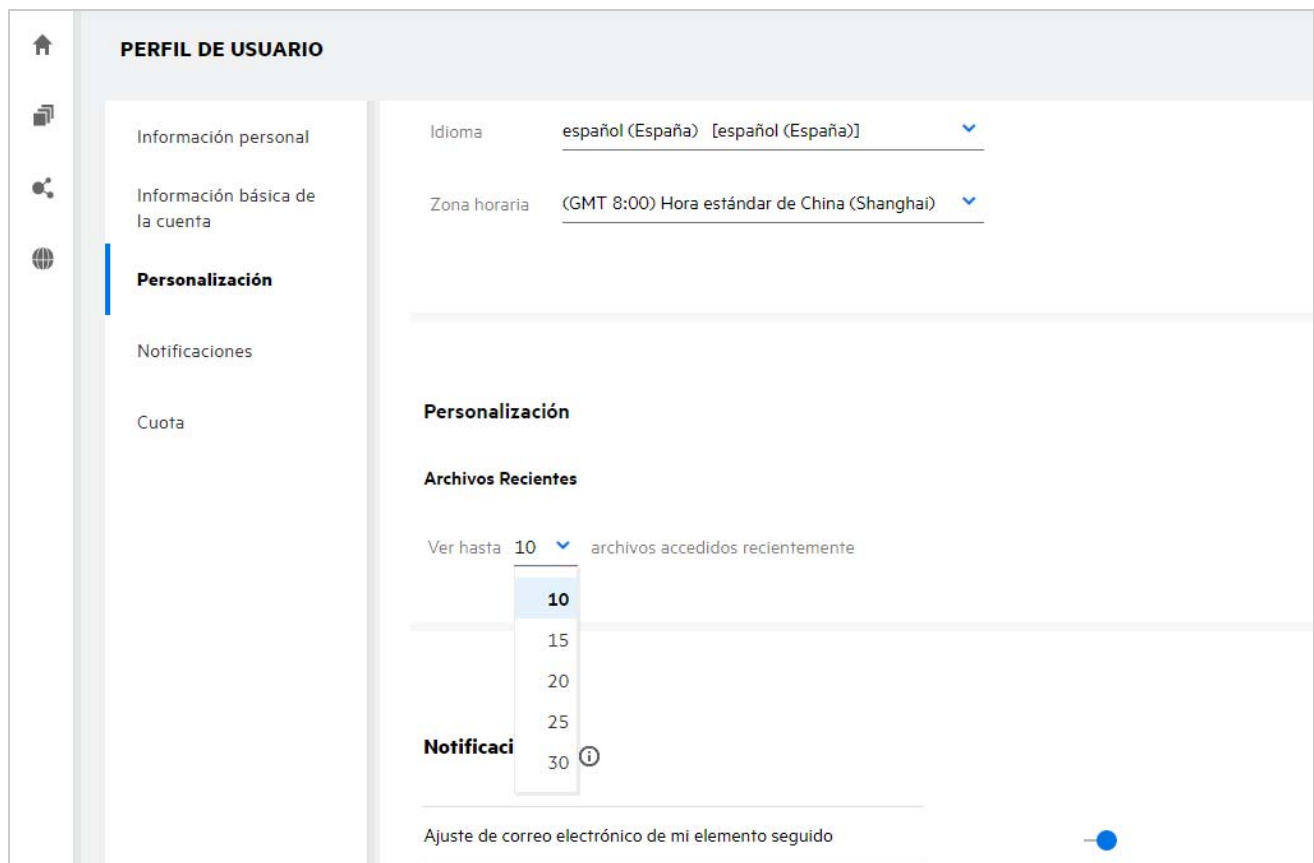 PERFIL DE USUARIO
Información personal
Información básica de
la cuenta
Personalización
Notificaciones
Cuota
Idioma español (España) [español (España)]
Zona horaria (GMT 8:00) Hora estándar de China (Shanghai)
Personalización
Archivos Recientes
Ver hasta 10 archivos accedidos recientemente
10
15
20
25
30
Notificaci
Ajuste de correo electrónico de mi elemento seguido